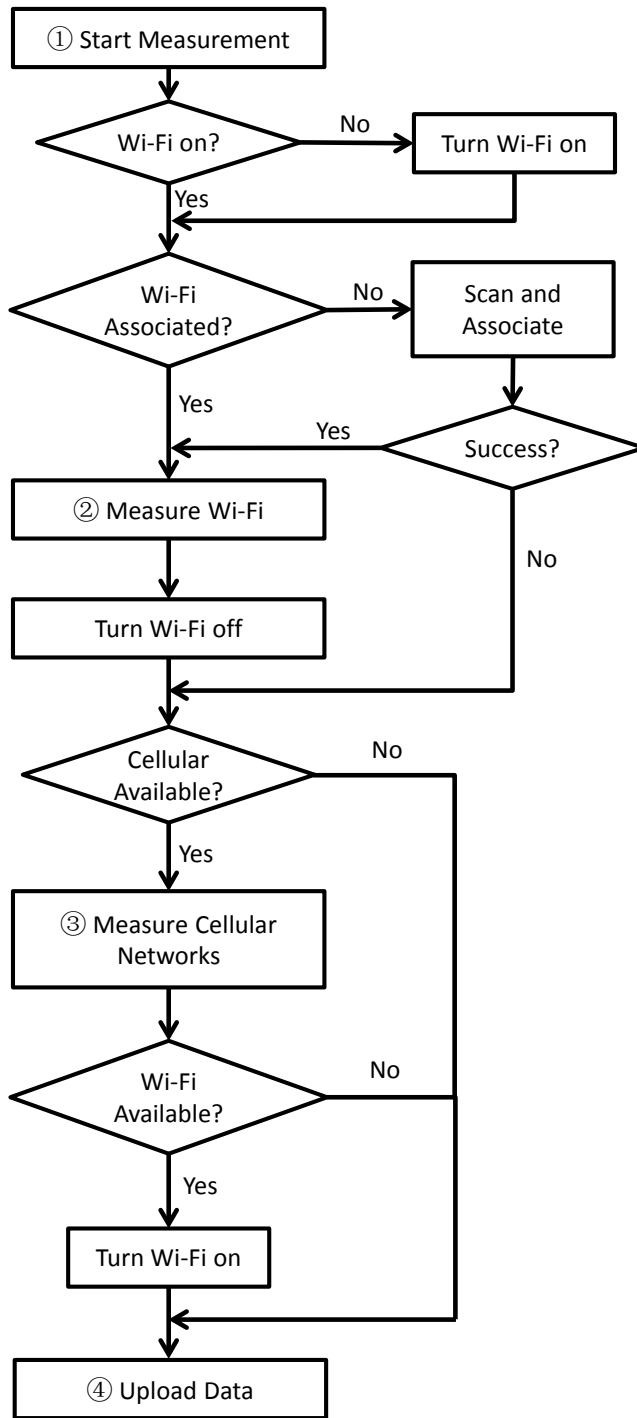 ① Start Measurement
Wi-Fi on?
No
Turn Wi-Fi on
Yes
Wi-Fi
Associated?
No
Scan and
Associate
Yes
Yes
Success?
② Measure Wi-Fi
No
Turn Wi-Fi off
Cellular
Available?
No
Yes
③ Measure Cellular
Networks
Wi-Fi
Available?
No
Yes
Turn Wi-Fi on
④ Upload Data